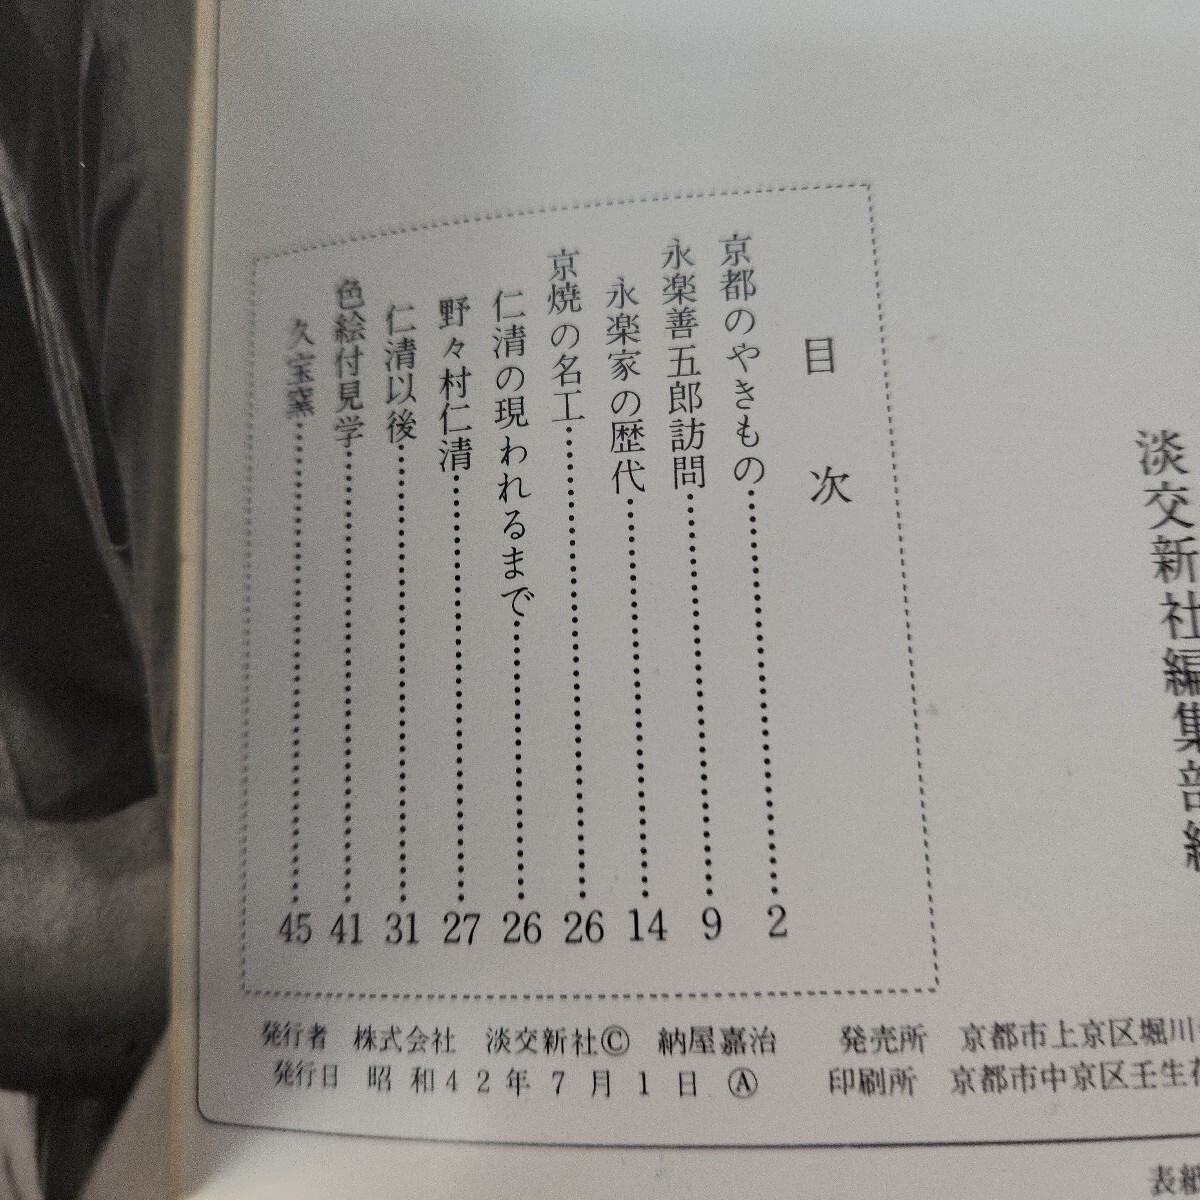 淡交新社編集部編
目次
京都のやきもの……2
永楽善五郎訪問……9
永楽家の歴代……14
京焼の名工……26
仁清の現われるまで……26
野々村仁清……27
仁清以後……31
色絵付見学……41
久宝窯……45
発行者 株式会社 淡交新社© 納屋嘉治 発売所 京都市上京区堀川
発行日 昭和42年7月1日 Ⓐ 印刷所 京都市中京区壬生
表紙